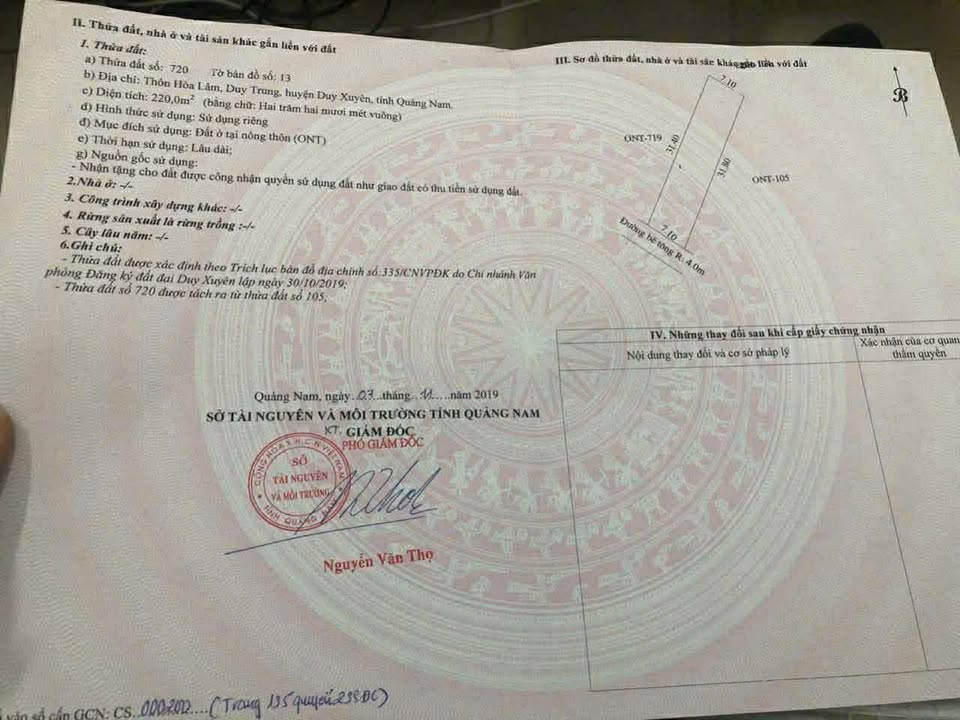 II. Thửa đất, nhà ở và tài sản khác gắn liền với đất
1. Thửa đất:
a) Thửa đất số: 720 Tờ bản đồ số: 13
b) Địa chỉ: Thôn Hòa Lâm, Duy Trung, huyện Duy Xuyên, tỉnh Quảng Nam.
c) Diện tích: 220,0m² (bằng chữ: Hai trăm hai mươi mét vuông)
d) Hình thức sử dụng: Sử dụng riêng
đ) Mục đích sử dụng: Đất ở tại nông thôn (ONT)
e) Thời hạn sử dụng: Lâu dài;
g) Nguồn gốc sử dụng:
- Nhận tặng cho đất được công nhận quyền sử dụng đất như giao đất có thu tiền sử dụng đất.
2.Nhà ở: -/-
3. Công trình xây dựng khác: -/-
4. Rừng sản xuất là rừng trồng :-/-
5. Cây lâu năm: -/-
6.Ghi chú:
- Thửa đất được xác định theo Trích lục bản đồ địa chính số:335/CNVPĐK do Chi nhánh Văn
phòng Đăng ký đất đai Duy Xuyên lập ngày 30/10/2019;
- Thửa đất số 720 được tách ra từ thửa đất số 105;
Quảng Nam, ngày 07 tháng 11 năm 2019
SỞ TÀI NGUYÊN VÀ MÔI TRƯỜNG TỈNH QUẢNG NAM
KT. GIÁM ĐỐC
PHÓ GIÁM ĐỐC
CỘNG HÒA X.H.C.N VIỆT NAM
SỞ
TÀI NGUYÊN
VÀ MÔI TRƯỜNG
TỈNH QUẢNG NAM
Nguyễn Văn Thọ
vào sổ cấp GCN: CS (Trang 135 quyển
III. Sơ đồ thửa đất, nhà ở và tài sản khác gắn liền với đất
B
7.10
ONT-719
31.40
31.80
ONT-105
7.10
Đường bê tông R: 4.0m
IV. Những thay đổi sau khi cấp giấy chứng nhận
Nội dung thay đổi và cơ sở pháp lý
Xác nhận của cơ quan
thẩm quyền